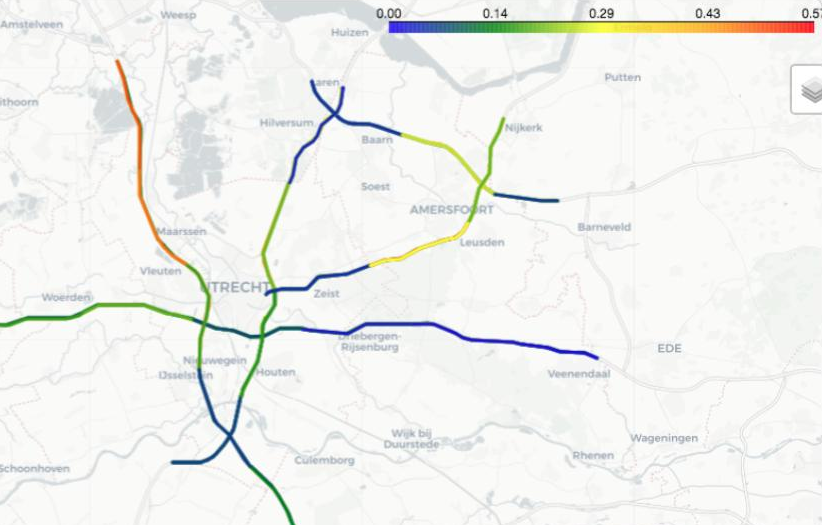 0.00 0.14 0.29 0.43 0.57
Weesp
Amstelveen
Huizen
Putten
Laren
ithoorn
Hilversum
Nijkerk
Baarn
Soest
AMERSFOORT
Barneveld
Maarssen
Leusden
Vleuten
UTRECHT
Zeist
Woerden
Driebergen-
Rijsenburg
EDE
Nieuwegein
IJsselstein
Houten
Veenendaal
Wijk bij
Duurstede
Wageningen
Rhenen
Culemborg
Schoonhoven